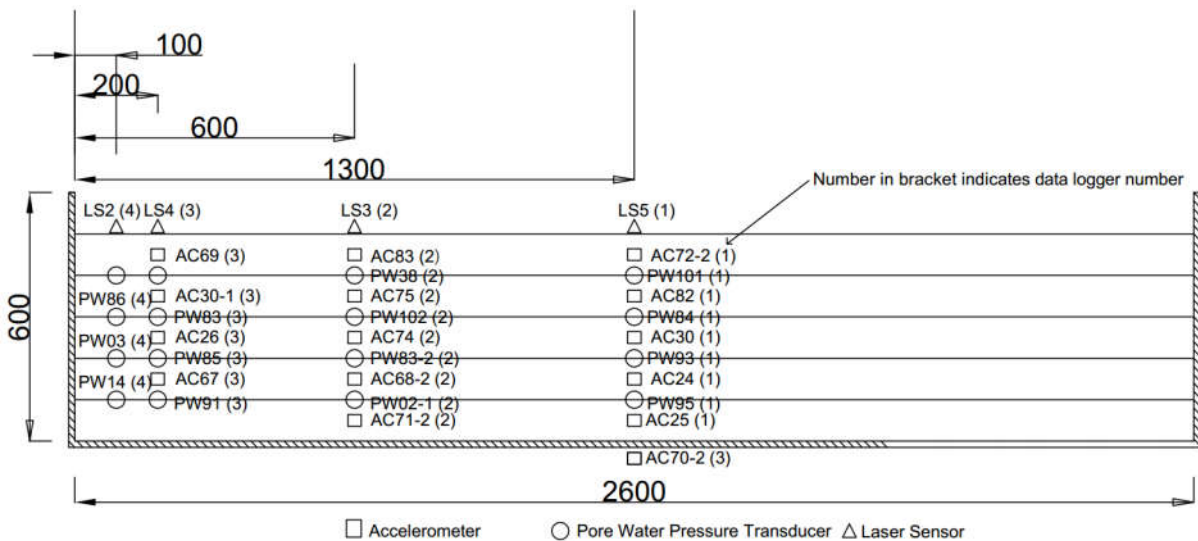 100
200
600
1300
Number in bracket indicates data logger number
LS2 (4) LS4 (3) LS3 (2) LS5 (1)
AC69 (3) AC83 (2) AC72-2 (1)
PW38 (2) PW101 (1)
PW86 (4) AC30-1 (3) AC75 (2) AC82 (1)
PW83 (3) PW102 (2) PW84 (1)
600
PW03 (4) AC26 (3) AC74 (2) AC30 (1)
PW85 (3) PW83-2 (2) PW93 (1)
PW14 (4) AC67 (3) AC68-2 (2) AC24 (1)
PW91 (3) PW02-1 (2) PW95 (1)
AC71-2 (2) AC25 (1)
AC70-2 (3)
2600
Accelerometer Pore Water Pressure Transducer Laser Sensor